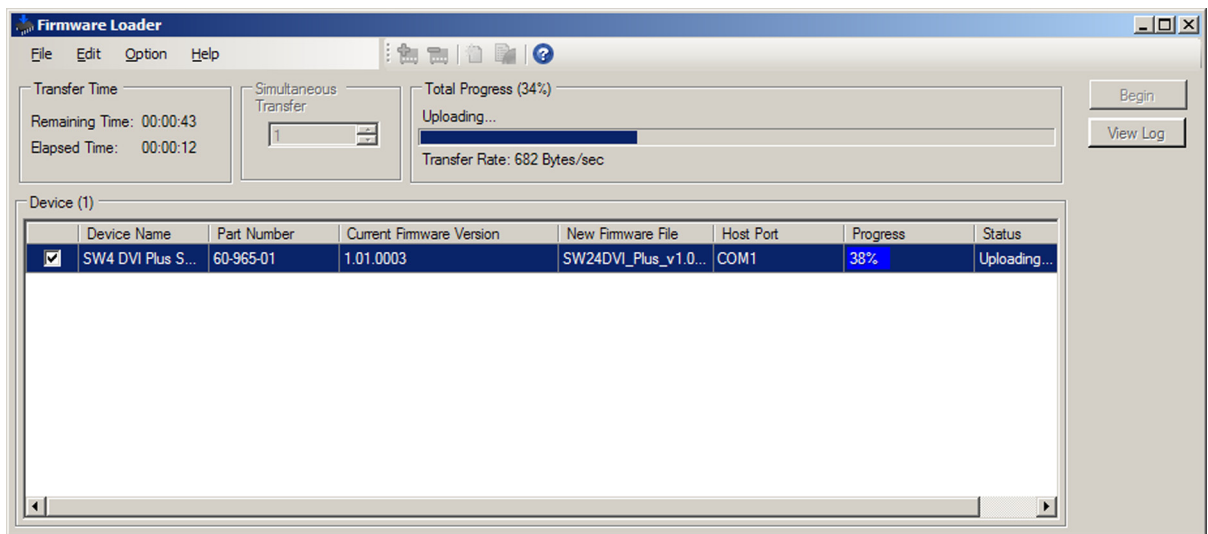 Firmware Loader
File Edit Option Help
Transfer Time
Remaining Time: 00:00:43
Elapsed Time: 00:00:12
Simultaneous
Transfer
1
Total Progress (34%)
Uploading...
Transfer Rate: 682 Bytes/sec
Begin
View Log
Device (1)
Device Name Part Number Current Firmware Version New Firmware File Host Port Progress Status
SW4 DVI Plus S... 60-965-01 1.01.0003 SW24DVI_Plus_v1.0... COM1 38% Uploading...